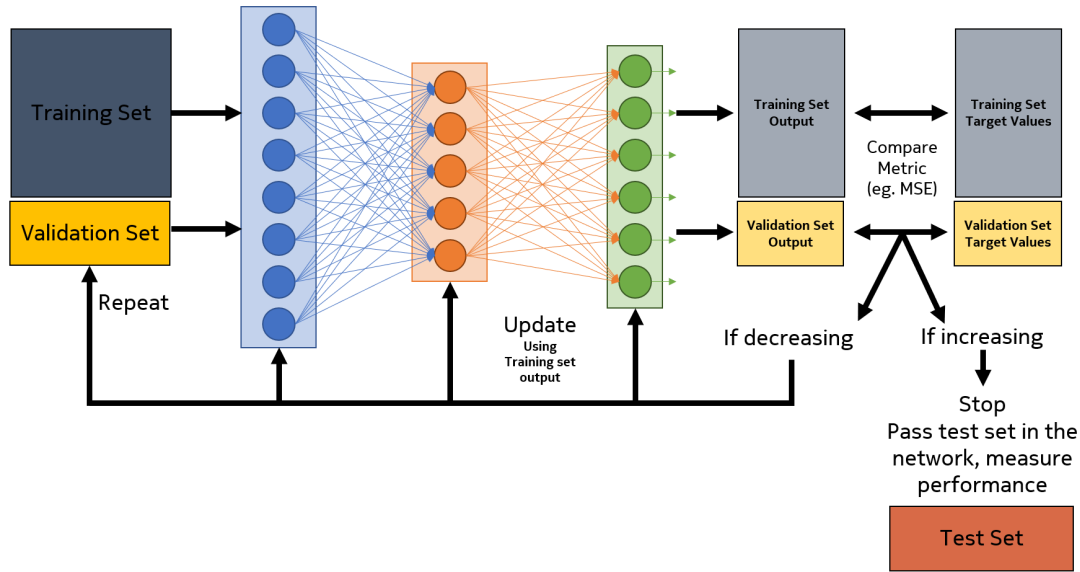 Training Set
Validation Set
Repeat
Update
Using
Training set
output
Training Set
Output
Validation Set
Output
Compare
Metric
(eg. MSE)
Training Set
Target Values
Validation Set
Target Values
If decreasing
If increasing
Stop
Pass test set in the
network, measure
performance
Test Set